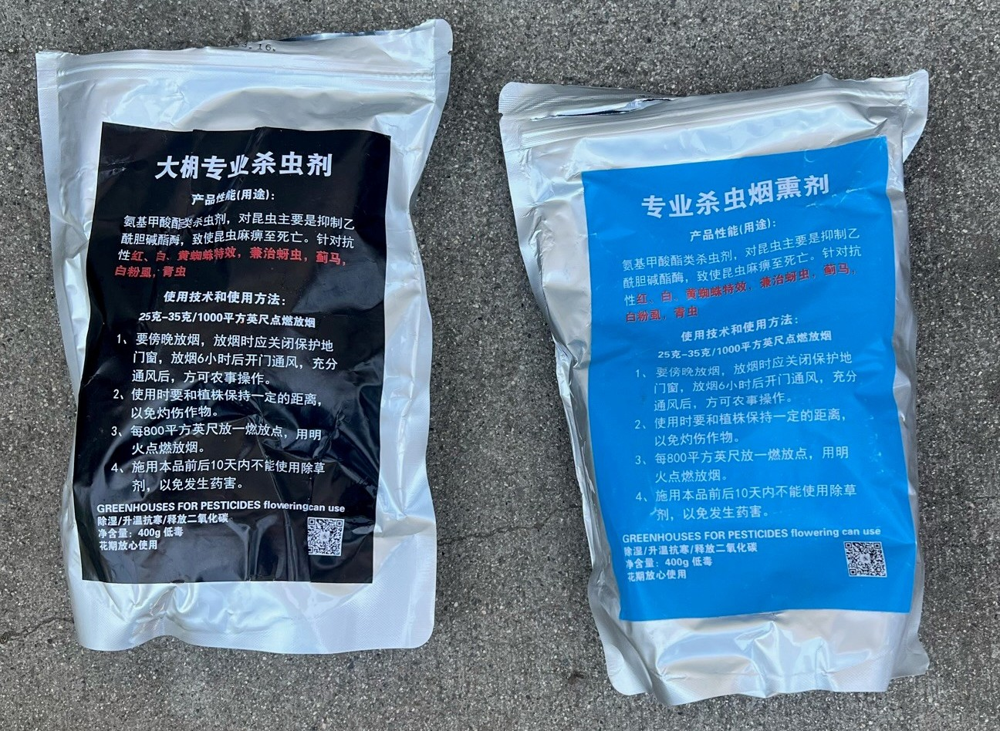 3.16.
大棚专业杀虫剂
产品性能(用途):
氨基甲酸酯类杀虫剂，对昆虫主要是抑制乙
酰胆碱酯酶，致使昆虫麻痹至死亡。针对抗
性红、白、黄蜘蛛特效，兼治蚜虫，蓟马，
白粉虱，青虫
使用技术和使用方法:
25克-35克/1000平方英尺点燃放烟
1、要傍晚放烟，放烟时应关闭保护地
门窗，放烟6小时后开门通风，充分
通风后，方可农事操作。
2、使用时要和植株保持一定的距离，
以免灼伤作物。
3、每800平方英尺放一燃放点，用明
火点燃放烟。
4、施用本品前后10天内不能使用除草
剂，以免发生药害。
GREENHOUSES FOR PESTICIDES floweringcan use
除湿/升温抗寒/释放二氧化碳
净含量：400g 低毒
花期放心使用
专业杀虫烟熏剂
产品性能(用途):
氨基甲酸酯类杀虫剂，对昆虫主要是抑制乙
酰胆碱酯酶，致使昆虫麻痹至死亡。针对抗
性红、白、黄蜘蛛特效，兼治蚜虫，蓟马，
白粉虱，青虫
使用技术和使用方法:
25克-35克/1000平方英尺点燃放烟
1、要傍晚放烟，放烟时应关闭保护地
门窗，放烟6小时后开门通风，充分
通风后，方可农事操作。
2、使用时要和植株保持一定的距离，
以免灼伤作物。
3、每800平方英尺放一燃放点，用明
火点燃放烟。
4、施用本品前后10天内不能使用除草
剂，以免发生药害。
GREENHOUSES FOR PESTICIDES flowering can use
除湿/升温抗寒/释放二氧化碳
净含量：400g 低毒
花期放心使用